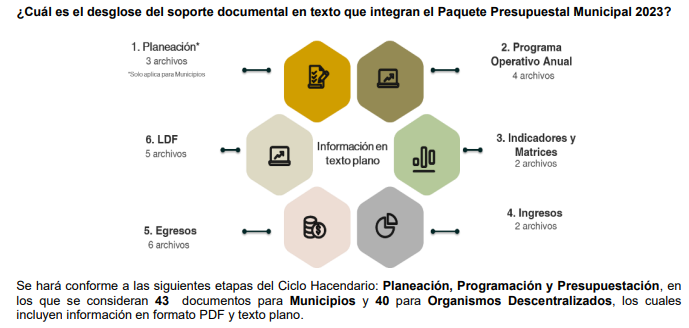 ¿Cuál es el desglose del soporte documental en texto que integran el Paquete Presupuestal Municipal 2023?
1. Planeación*
3 archivos
*Solo aplica para Municipios
2. Programa
Operativo Anual
4 archivos
6. LDF
5 archivos
Información en
texto plano
3. Indicadores y
Matrices
2 archivos
5. Egresos
6 archivos
4. Ingresos
2 archivos
Se hará conforme a las siguientes etapas del Ciclo Hacendario: Planeación, Programación y Presupuestación, en
los que se consideran 43 documentos para Municipios y 40 para Organismos Descentralizados, los cuales
incluyen información en formato PDF y texto plano.